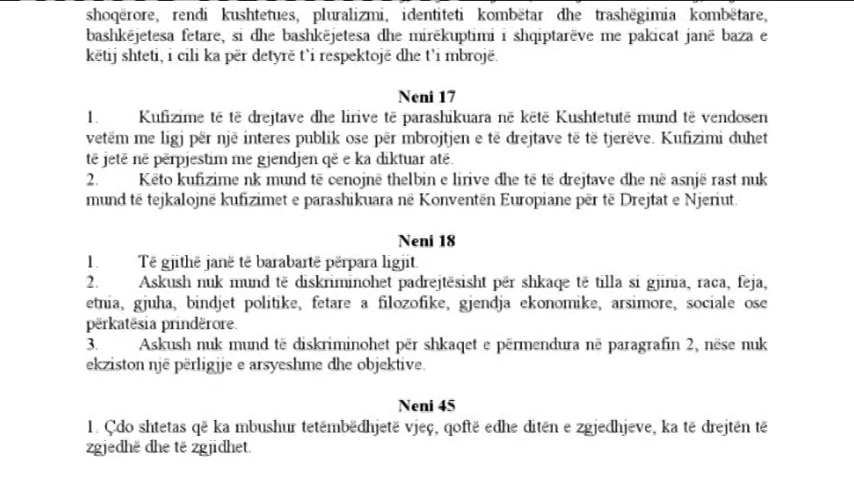 shoqërore, rendi kushtetues, pluralizmi, identiteti kombëtar dhe trashëgimia kombëtare,
bashkëjetesa fetare, si dhe bashkëjetesa dhe mirëkuptimi i shqiptarëve me pakicat janë baza e
këtij shteti, i cili ka për detyrë t'i respektojë dhe t'i mbrojë.
Neni 17
1. Kufizime të të drejtave dhe lirive të parashikuara në këtë Kushtetutë mund të vendosen
vetëm me ligj për një interes publik ose për mbrojtjen e të drejtave të të tjerëve. Kufizimi duhet
të jetë në përpjestim me gjendjen që e ka diktuar atë.
2. Këto kufizime nk mund të cenojnë thelbin e lirive dhe të të drejtave dhe në asnjë rast nuk
mund të tejkalojnë kufizimet e parashikuara në Konventën Europiane për të Drejtat e Njeriut.
Neni 18
1. Të gjithë janë të barabartë përpara ligjit.
2. Askush nuk mund të diskriminohet padrejtësisht për shkaqe të tilla si gjinia, raca, feja,
etnia, gjuha, bindjet politike, fetare a filozofike, gjendja ekonomike, arsimore, sociale ose
përkatësia prindërore.
3. Askush nuk mund të diskriminohet për shkaqet e përmendura në paragrafin 2, nëse nuk
ekziston një përligjje e arsyeshme dhe objektive.
Neni 45
1. Çdo shtetas që ka mbushur tetëmbëdhjetë vjeç, qoftë edhe ditën e zgjedhjeve, ka të drejtën të
zgjedhë dhe të zgjidhet.